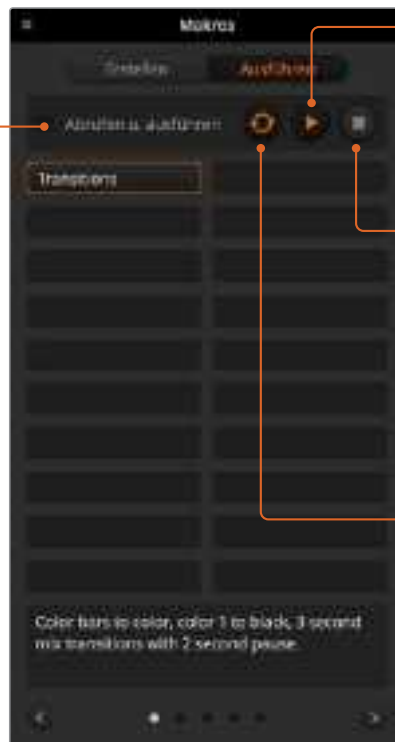 Makros
Erstellen Ausführen
Abrufen u. ausführen
Transitions
Color bars to color, color 1 to black, 3 second
mix transitions with 2 second pause.